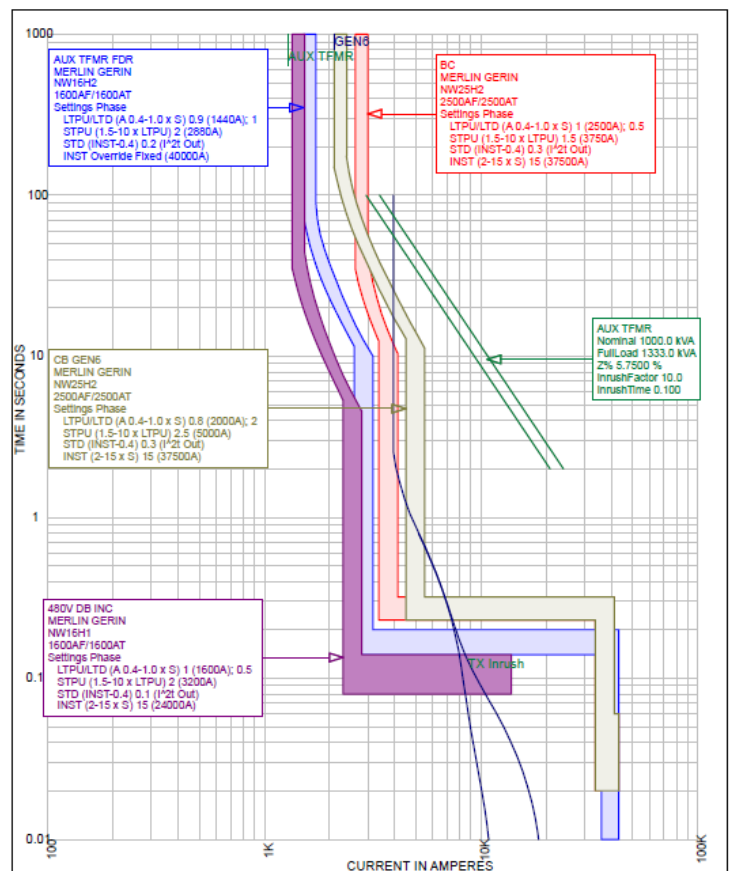 1000
GEN6
AUX TFMR
AUX TFMR FDR
MERLIN GERIN
NW16H2
1600AF/1600AT
Settings Phase
LTPU/LTD (A 0.4-1.0 x S) 0.9 (1440A); 1
STPU (1.5-10 x LTPU) 2 (2880A)
STD (INST-0.4) 0.2 (I^2t Out)
INST Override Fixed (40000A)
BC
MERLIN GERIN
NW25H2
2500AF/2500AT
Settings Phase
LTPU/LTD (A 0.4-1.0 x S) 1 (2500A); 0.5
STPU (1.5-10 x LTPU) 1.5 (3750A)
STD (INST-0.4) 0.3 (I^2t Out)
INST (2-15 x S) 15 (37500A)
100
AUX TFMR
Nominal 1000.0 kVA
FullLoad 1333.0 kVA
Z% 5.7500 %
InrushFactor 10.0
InrushTime 0.100
10
CB GEN6
MERLIN GERIN
NW25H2
2500AF/2500AT
Settings Phase
LTPU/LTD (A 0.4-1.0 x S) 0.8 (2000A); 2
STPU (1.5-10 x LTPU) 2.5 (5000A)
STD (INST-0.4) 0.3 (I^2t Out)
INST (2-15 x S) 15 (37500A)
TIME IN SECONDS
1
480V DB INC
MERLIN GERIN
NW16H1
1600AF/1600AT
Settings Phase
LTPU/LTD (A 0.4-1.0 x S) 1 (1600A); 0.5
STPU (1.5-10 x LTPU) 2 (3200A)
STD (INST-0.4) 0.1 (I^2t Out)
INST (2-15 x S) 15 (24000A)
TX Inrush
0.1
0.01
100
1K
10K
100K
CURRENT IN AMPERES